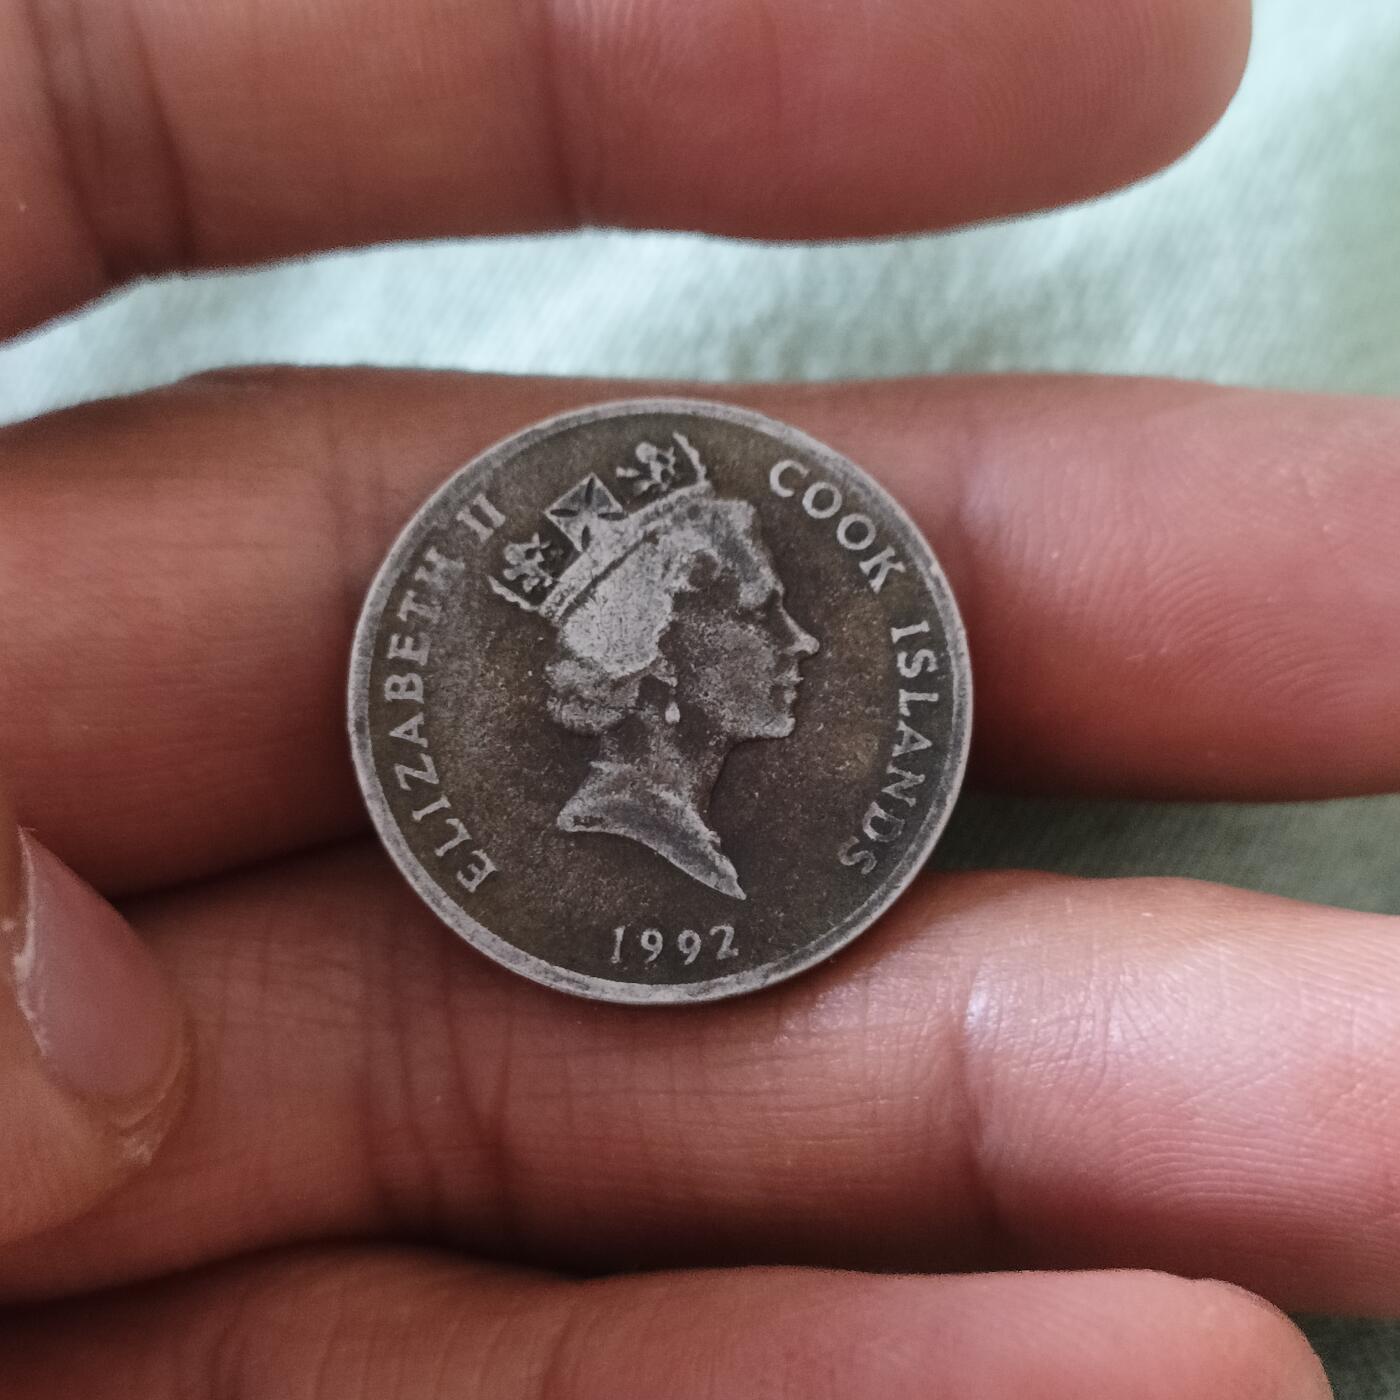 ELIZABETH II
COOK ISLANDS
1992